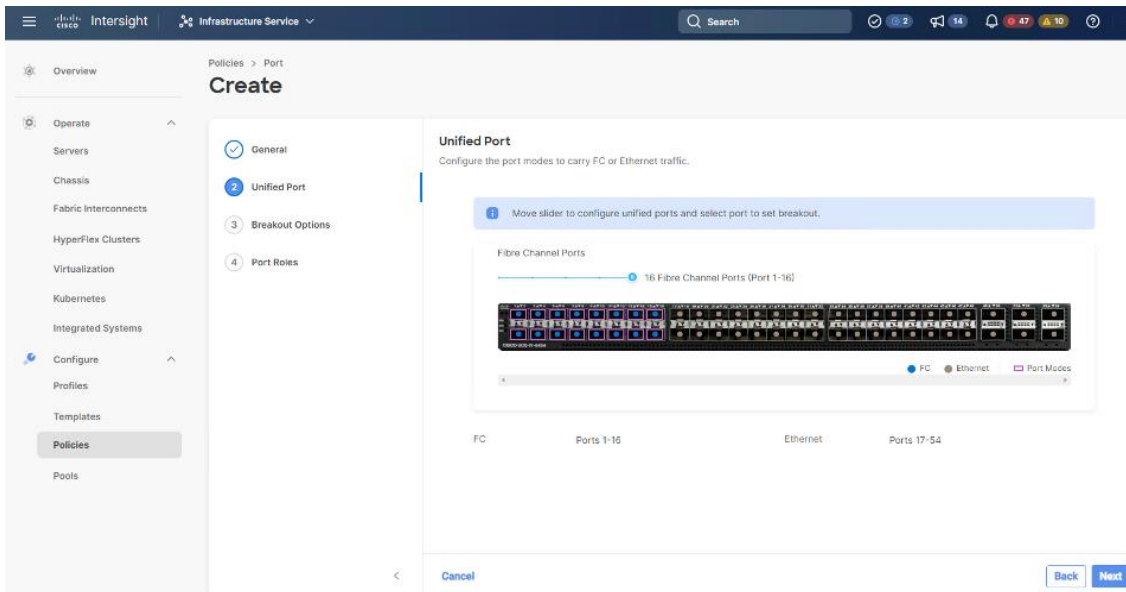 cisco Intersight
Infrastructure Service
Search
2
14
47
10
Overview
Operate
Servers
Chassis
Fabric Interconnects
HyperFlex Clusters
Virtualization
Kubernetes
Integrated Systems
Configure
Profiles
Templates
Policies
Pools
Policies > Port
Create
General
2 Unified Port
3 Breakout Options
4 Port Roles
Unified Port
Configure the port modes to carry FC or Ethernet traffic.
Move slider to configure unified ports and select port to set breakout.
Fibre Channel Ports
16 Fibre Channel Ports (Port 1-16)
FC Ethernet Port Modes
FC Ports 1-16 Ethernet Ports 17-54
Cancel Back Next